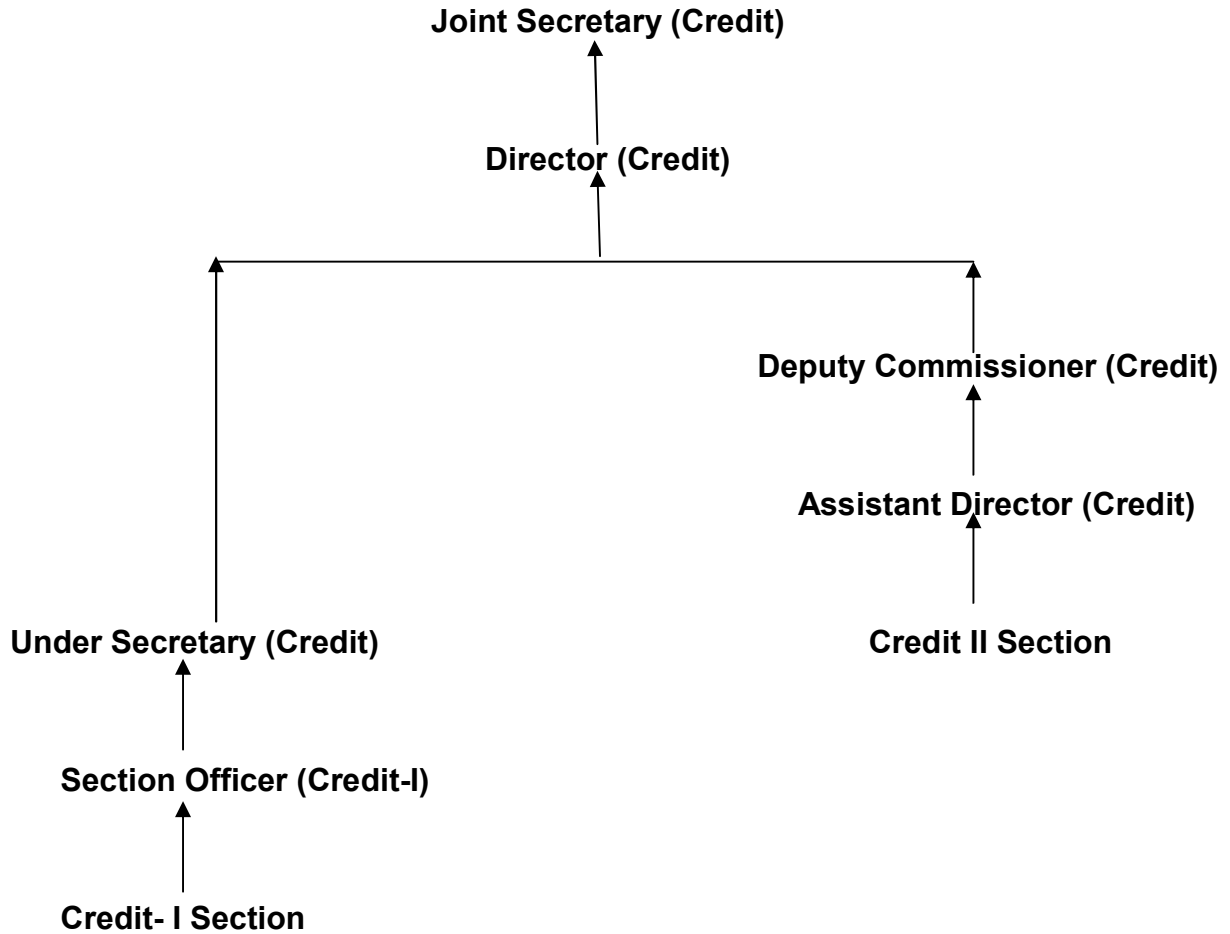 Joint Secretary (Credit)
Director (Credit)
Deputy Commissioner (Credit)
Assistant Director (Credit)
Under Secretary (Credit)
Credit II Section
Section Officer (Credit-I)
Credit- I Section